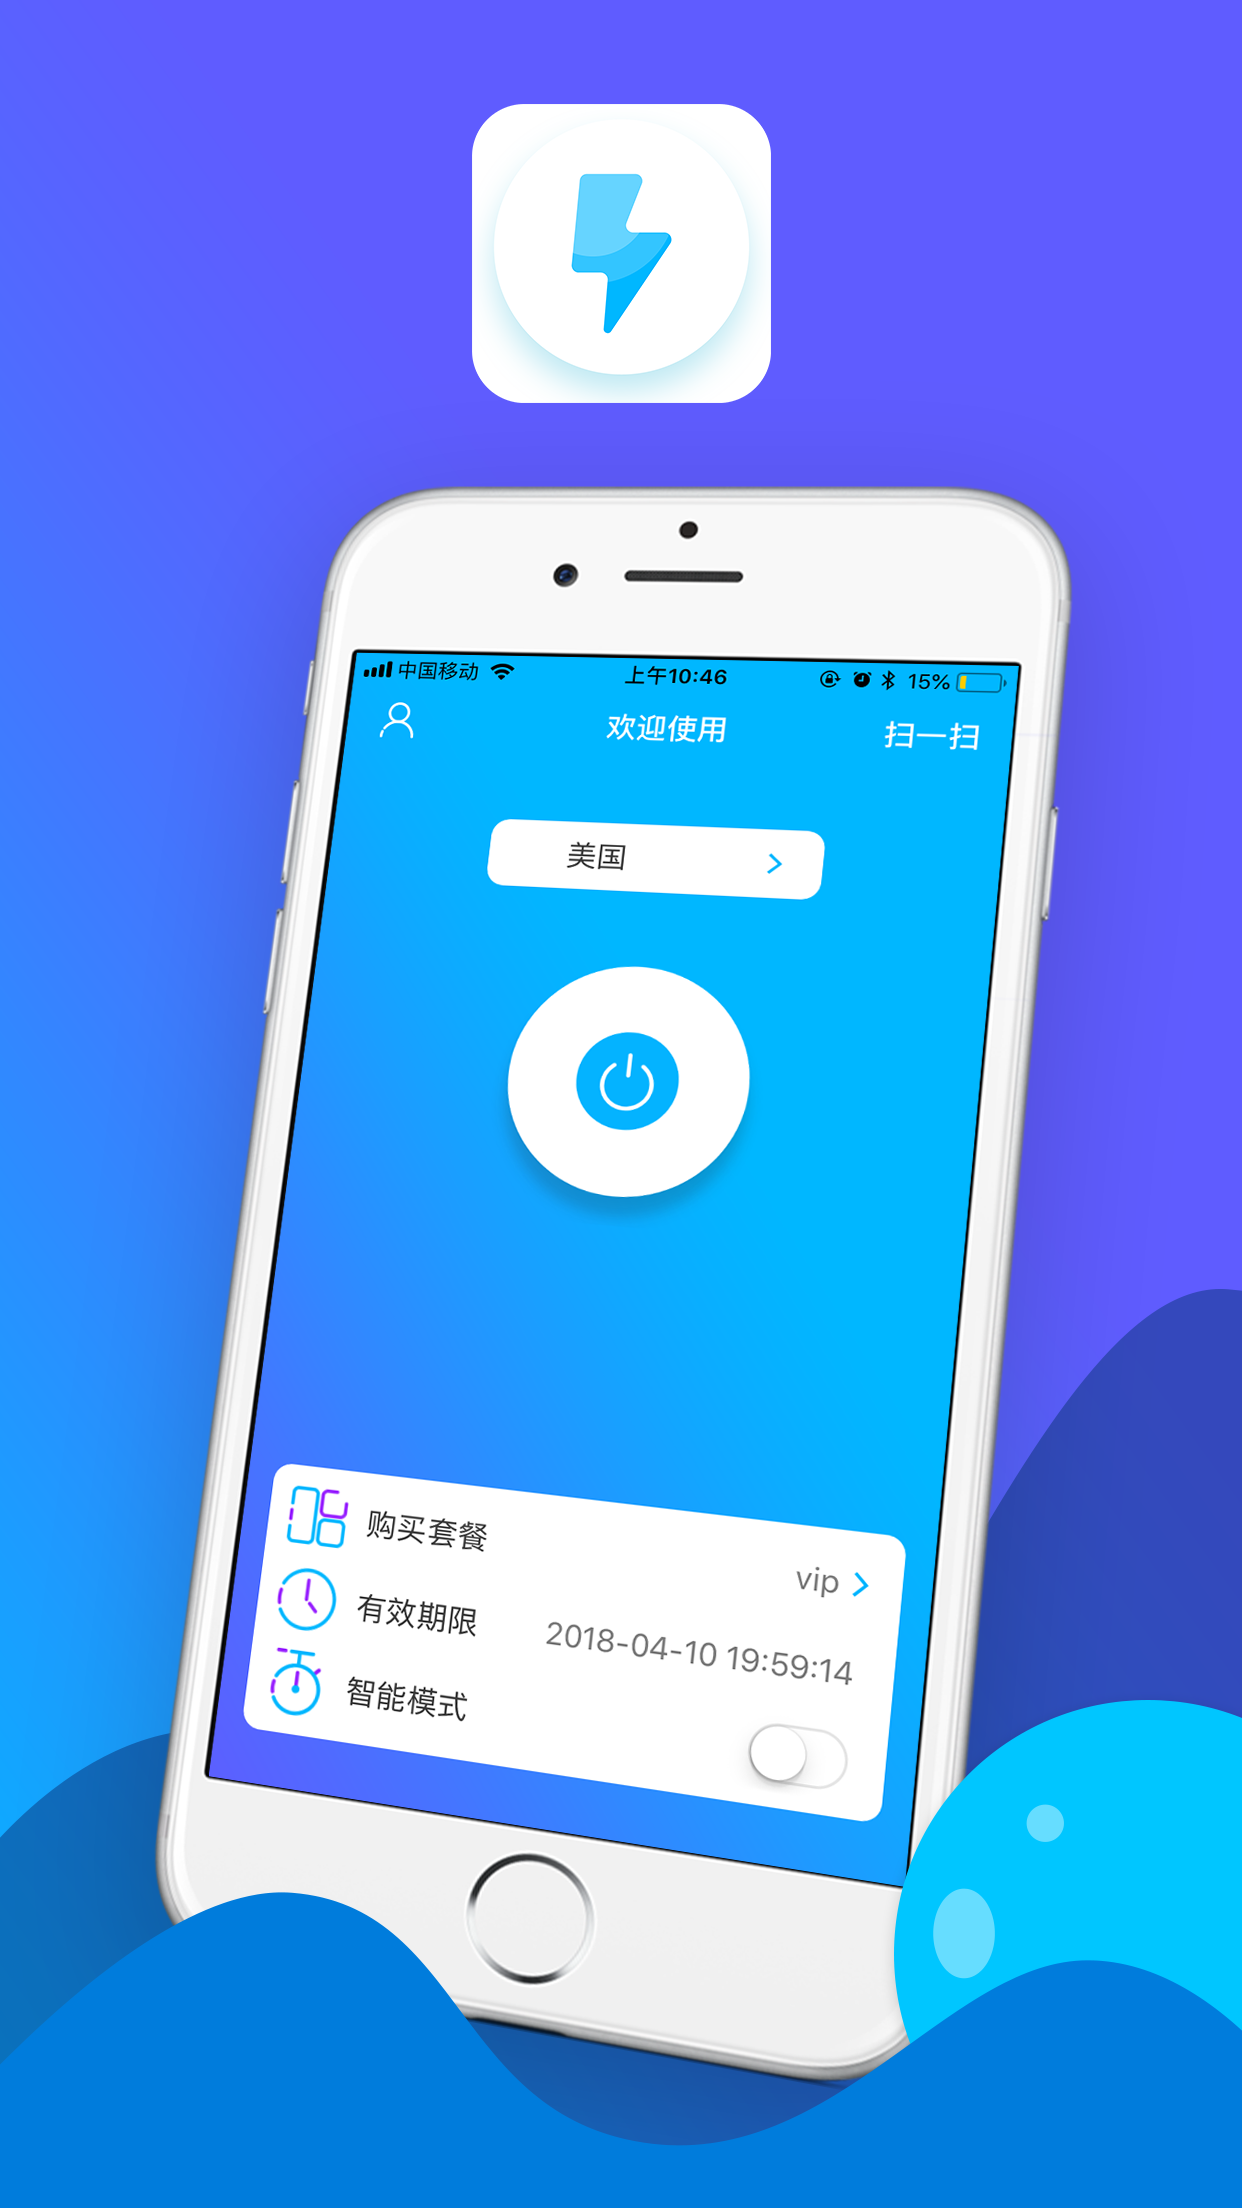 中国移动 上午10:46 15%
欢迎使用 扫一扫
美国
购买套餐 vip
有效期限 2018-04-10 19:59:14
智能模式